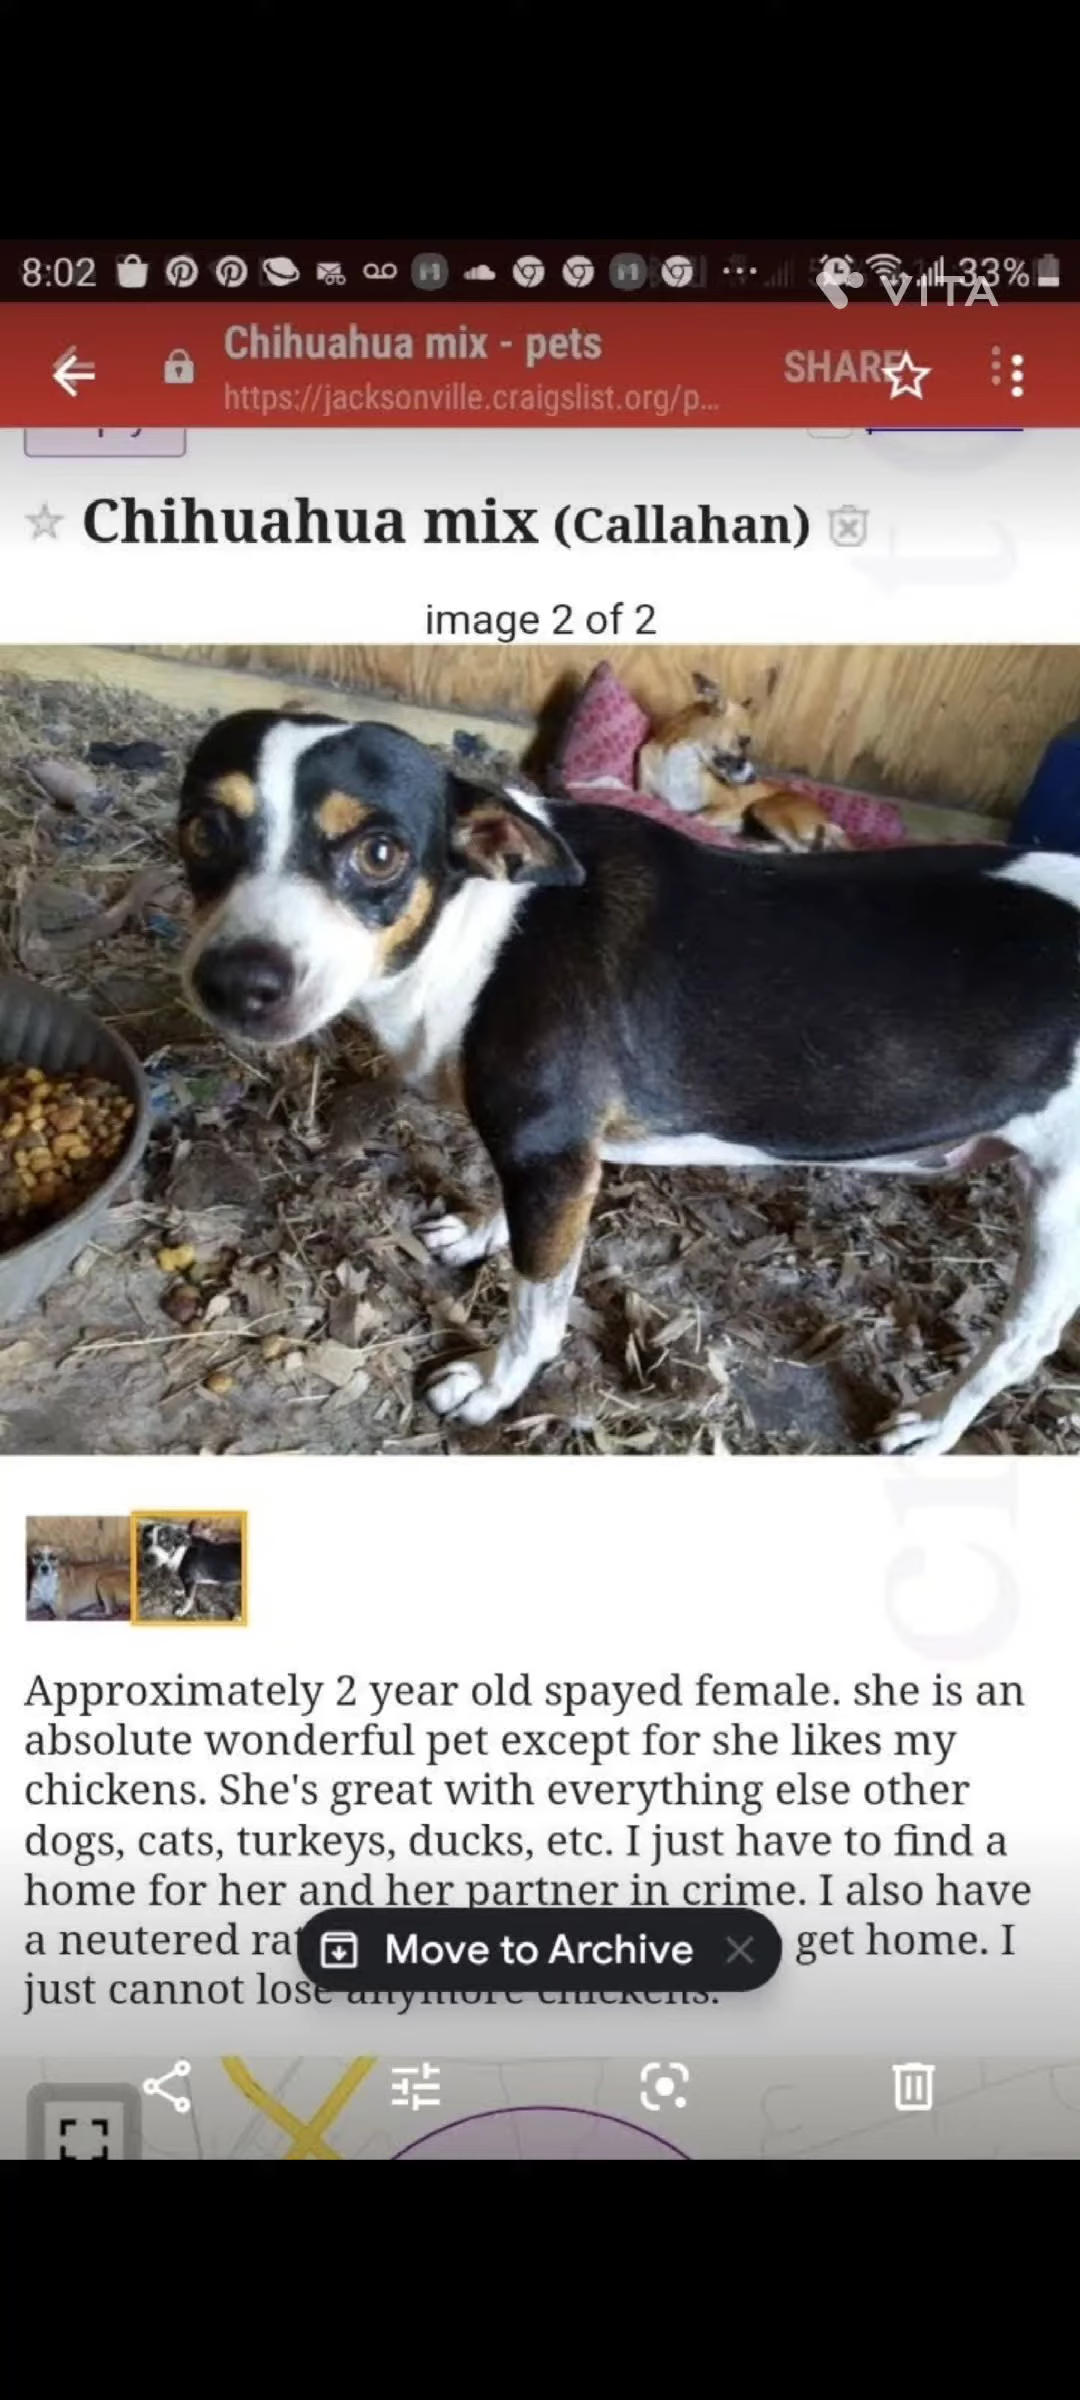 8:02
33%
VITA
Chihuahua mix - pets
SHARE
https://jacksonville.craigslist.org/p...
Chihuahua mix (Callahan)
image 2 of 2
Approximately 2 year old spayed female. she is an
absolute wonderful pet except for she likes my
chickens. She's great with everything else other
dogs, cats, turkeys, ducks, etc. I just have to find a
home for her and her partner in crime. I also have
a neutered get home. I
Move to Archive
just cannot lose anymore chickens.